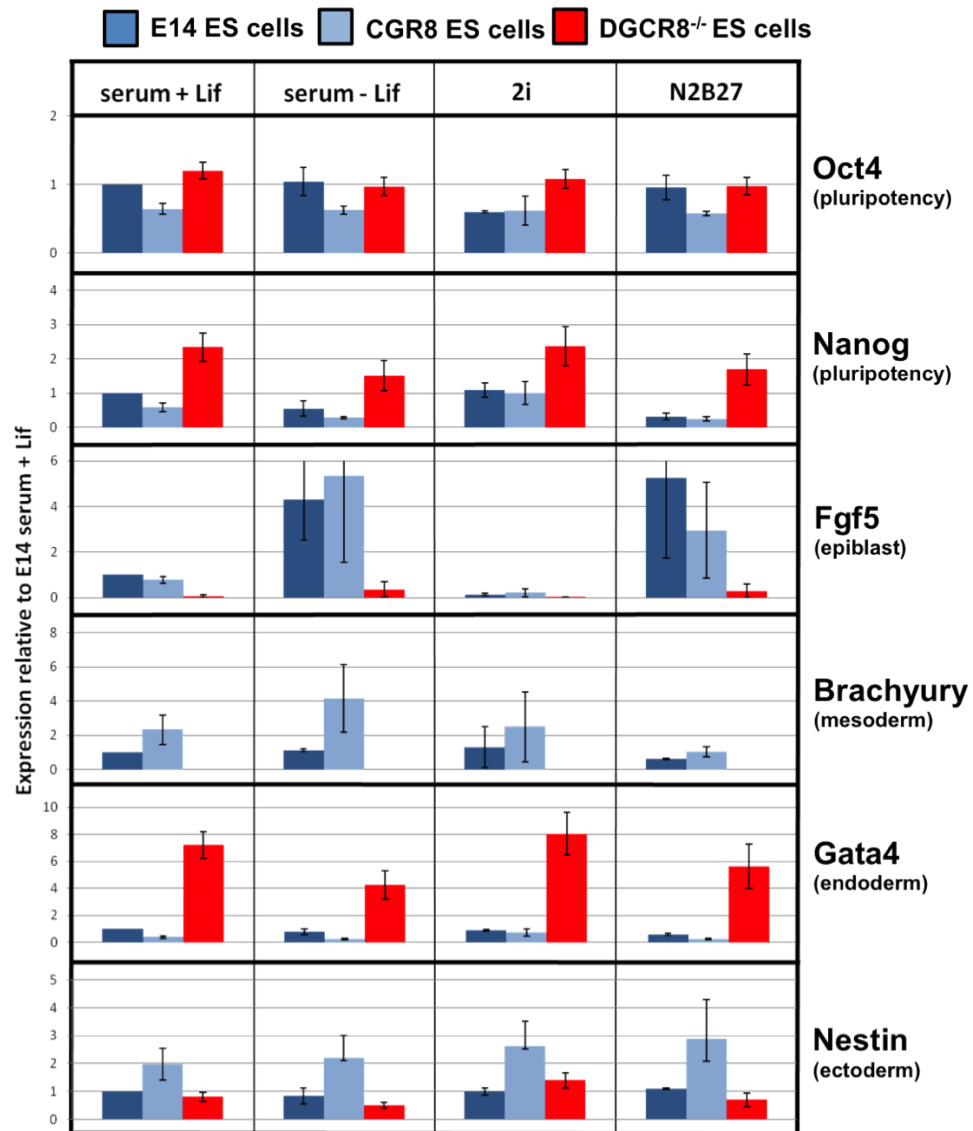 E14 ES cells CGR8 ES cells DGCR8-/- ES cells
serum + Lif serum - Lif 2i N2B27
Expression relative to E14 serum + Lif
2
1
0
Oct4
(pluripotency)
4
3
2
1
0
Nanog
(pluripotency)
6
4
2
0
Fgf5
(epiblast)
8
6
4
2
0
Brachyury
(mesoderm)
10
8
6
4
2
0
Gata4
(endoderm)
5
4
3
2
1
0
Nestin
(ectoderm)